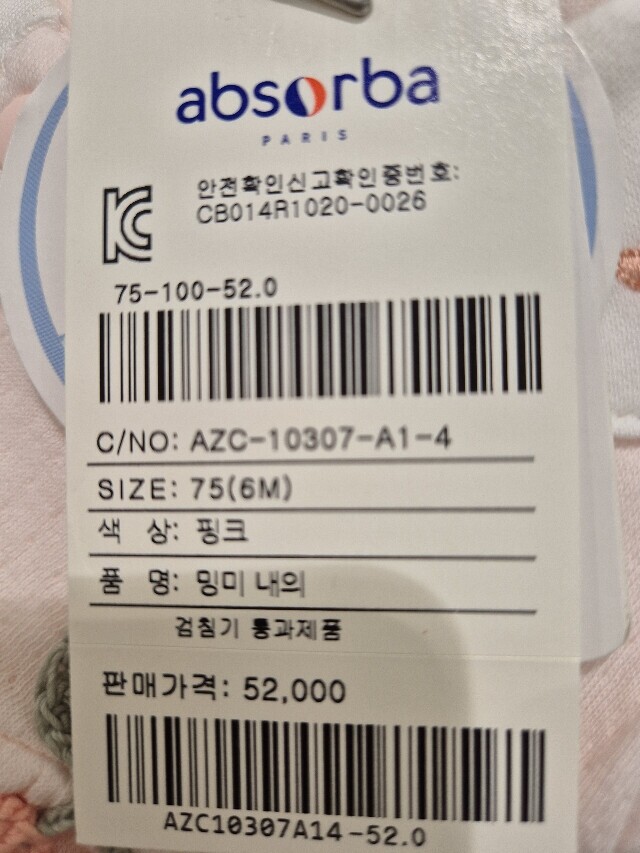 absorba
PARIS
안전확인신고확인증번호:
CB014R1020-0026
75-100-52.0
C/NO: AZC-10307-A1-4
SIZE: 75(6M)
색 상: 핑크
품 명: 밍미 내의
검침기 통과제품
판매가격: 52,000
AZC10307A14-52.0